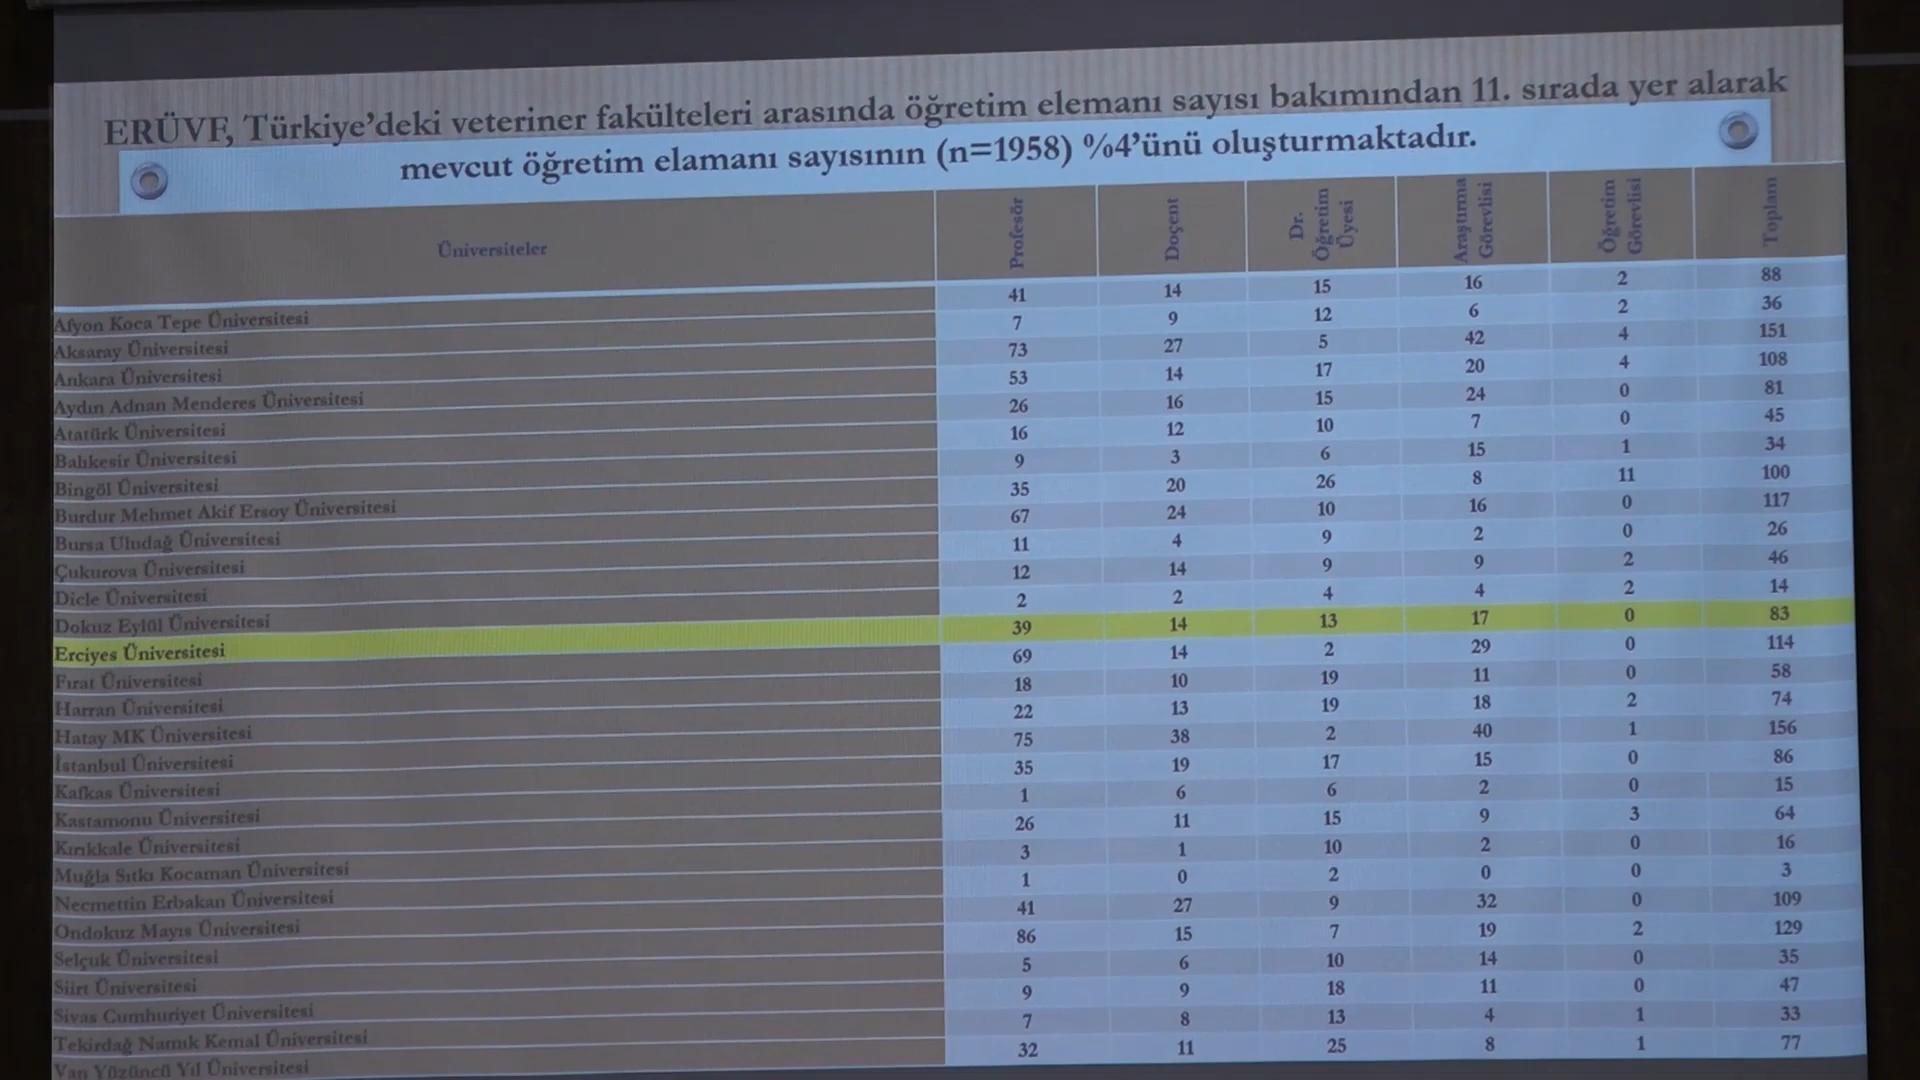 ERÜVF, Türkiye'deki veteriner fakülteleri arasında öğretim elemanı sayısı bakımından 11. sırada yer alarak
mevcut öğretim elamanı sayısının (n=1958) %4'ünü oluşturmaktadır.
Üniversiteler Profesör Doçent Dr. Öğretim Üyesi Araştırma Görevlisi Öğretim Görevlisi Toplam
Afyon Koca Tepe Üniversitesi 41 14 15 16 2 88
Aksaray Üniversitesi 7 9 12 6 2 36
Ankara Üniversitesi 73 27 5 42 4 151
Aydın Adnan Menderes Üniversitesi 53 14 17 20 4 108
Atatürk Üniversitesi 26 16 15 24 0 81
Balıkesir Üniversitesi 16 12 10 7 0 45
Bingöl Üniversitesi 9 3 6 15 1 34
Burdur Mehmet Akif Ersoy Üniversitesi 35 20 26 8 11 100
Bursa Uludağ Üniversitesi 67 24 10 16 0 117
Çukurova Üniversitesi 11 4 9 2 0 26
Dicle Üniversitesi 12 14 9 9 2 46
Dokuz Eylül Üniversitesi 2 2 4 4 2 14
Erciyes Üniversitesi 39 14 13 17 0 83
Fırat Üniversitesi 69 14 2 29 0 114
Harran Üniversitesi 18 10 19 11 0 58
Hatay MK Üniversitesi 22 13 19 18 2 74
İstanbul Üniversitesi 75 38 2 40 1 156
Kafkas Üniversitesi 35 19 17 15 0 86
Kastamonu Üniversitesi 1 6 6 2 0 15
Kırıkkale Üniversitesi 26 11 15 9 3 64
Muğla Sıtkı Kocaman Üniversitesi 3 1 10 2 0 16
Necmettin Erbakan Üniversitesi 1 0 2 0 0 3
Ondokuz Mayıs Üniversitesi 41 27 9 32 0 109
Selçuk Üniversitesi 86 15 7 19 2 129
Siirt Üniversitesi 5 6 10 14 0 35
Sivas Cumhuriyet Üniversitesi 9 9 18 11 0 47
Tekirdağ Namık Kemal Üniversitesi 7 8 13 4 1 33
Van Yüzüncü Yıl Üniversitesi 32 11 25 8 1 77